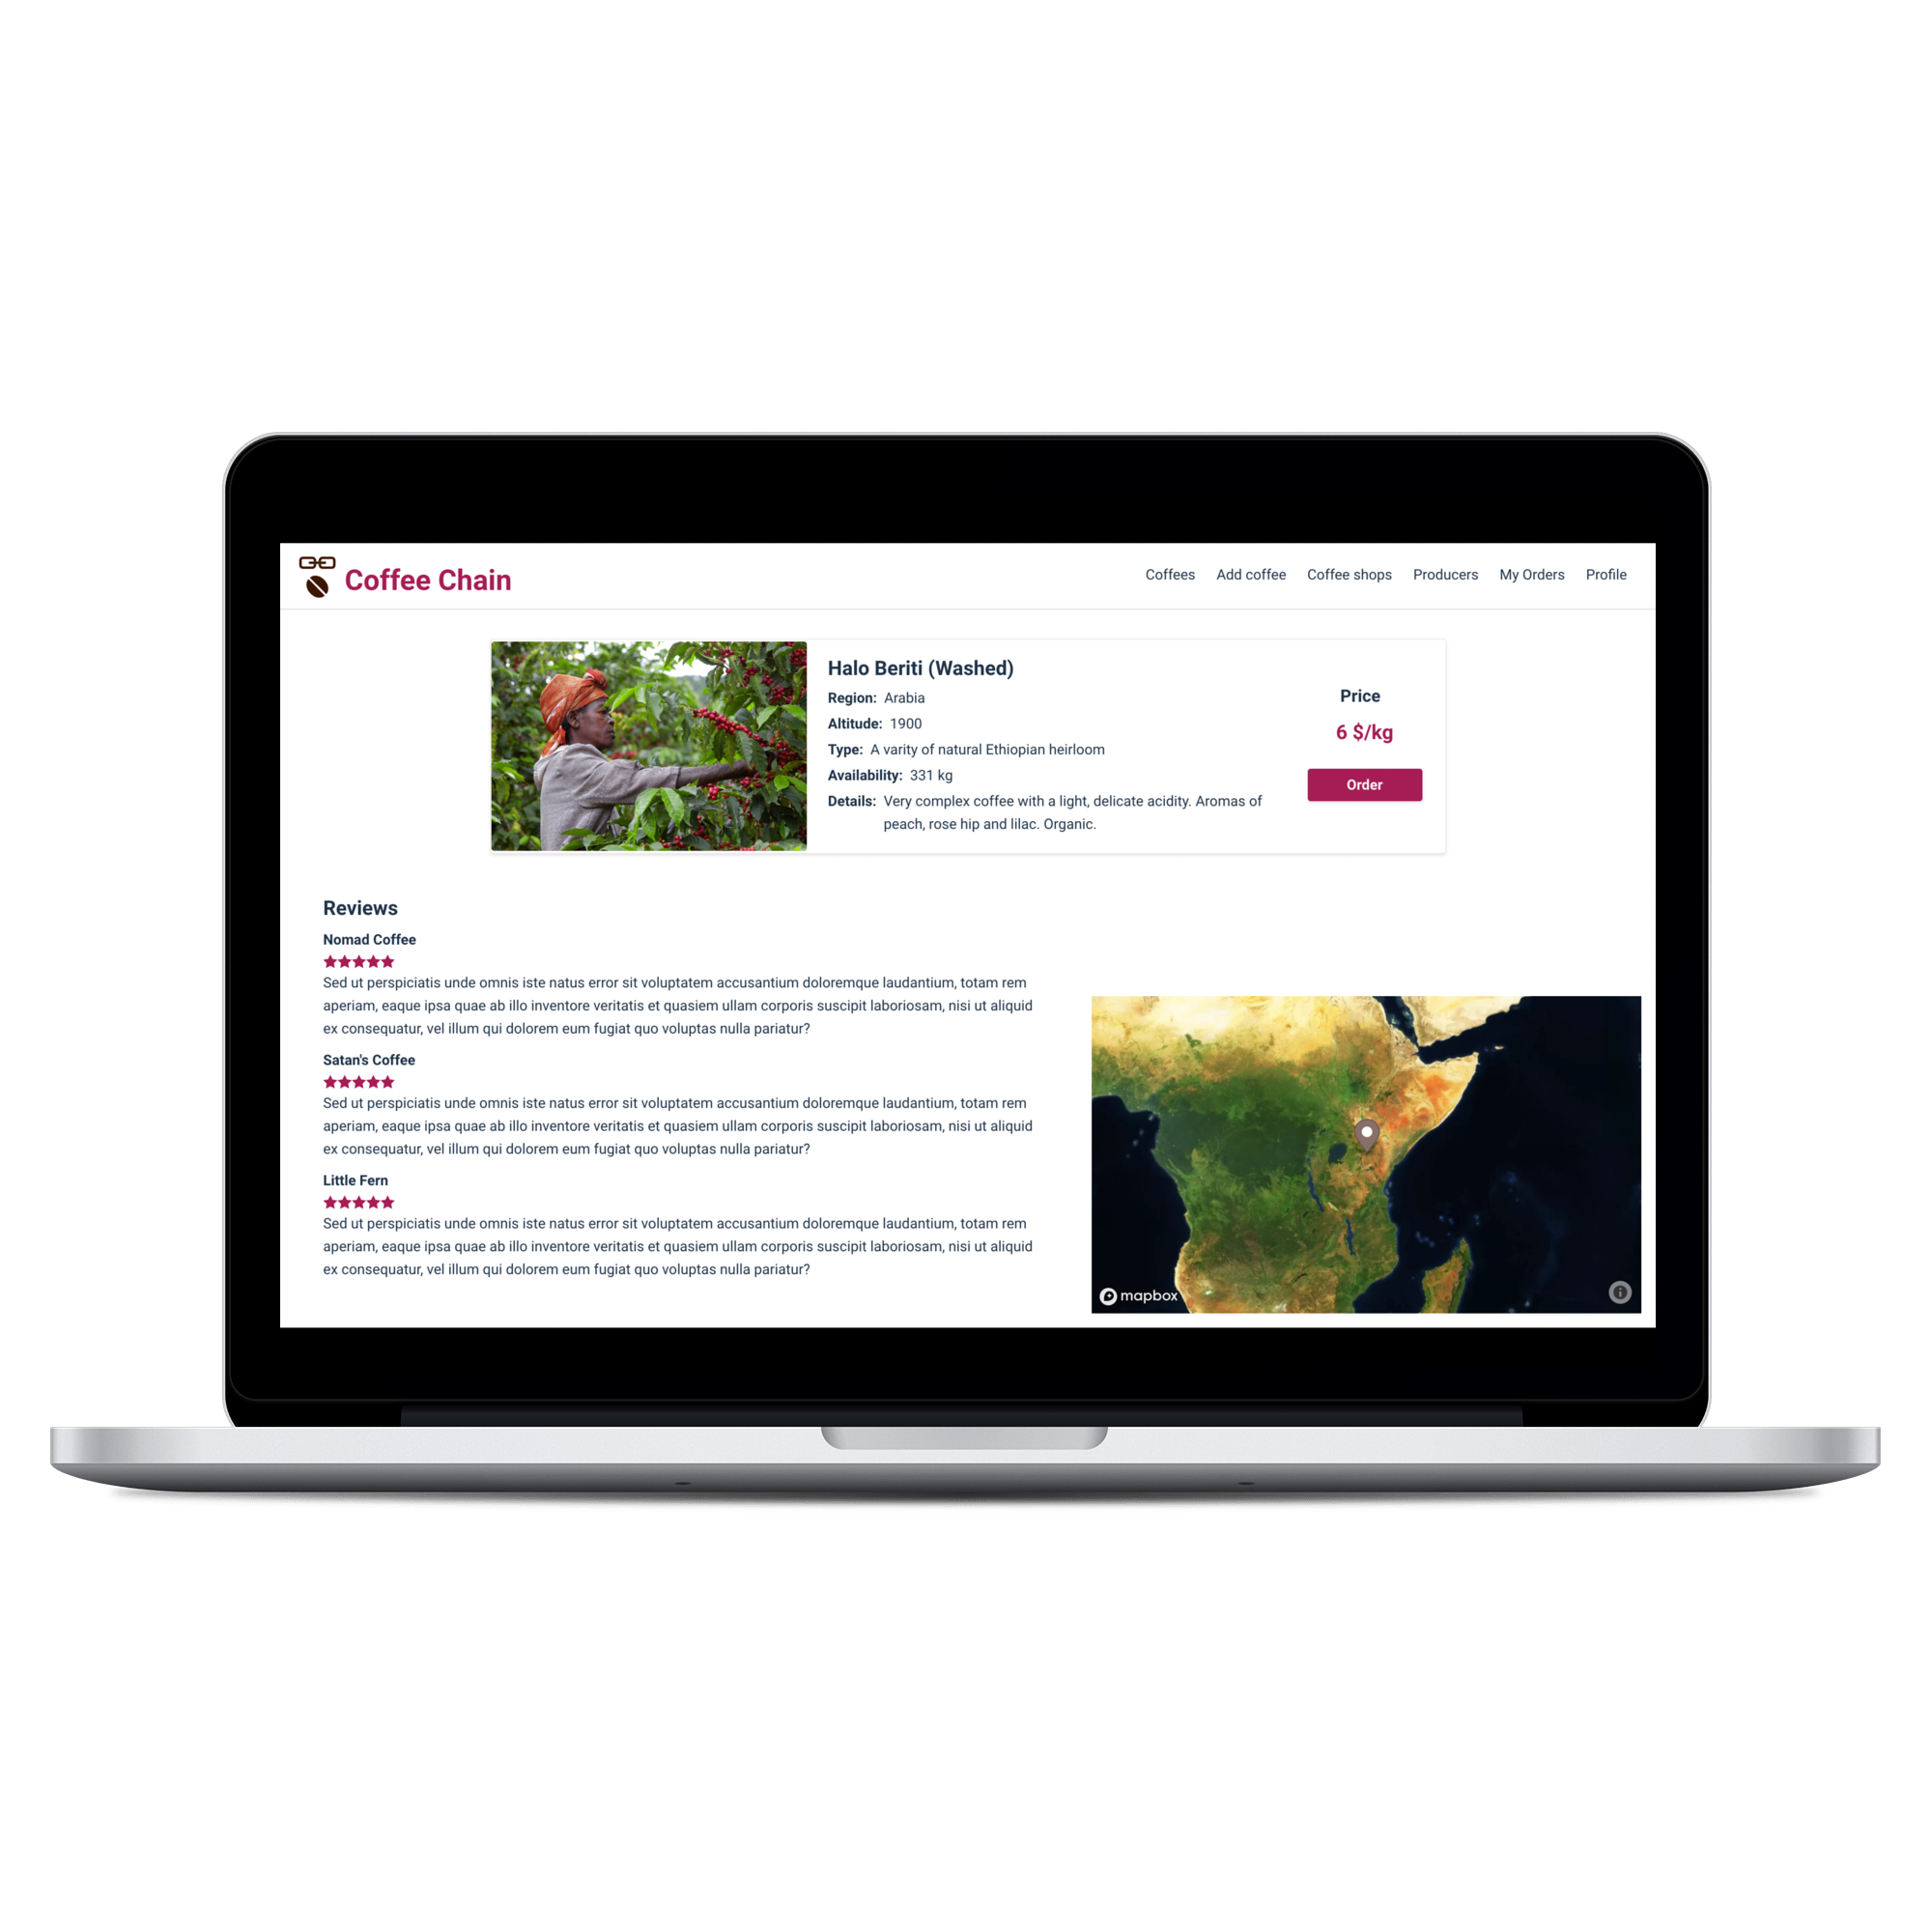 Coffee Chain
Coffees Add coffee Coffee shops Producers My Orders Profile
Halo Beriti (Washed)
Region: Arabia
Altitude: 1900
Type: A varity of natural Ethiopian heirloom
Availability: 331 kg
Details: Very complex coffee with a light, delicate acidity. Aromas of
peach, rose hip and lilac. Organic.
Price
6 $/kg
Order
Reviews
Nomad Coffee
Sed ut perspiciatis unde omnis iste natus error sit voluptatem accusantium doloremque laudantium, totam rem
aperiam, eaque ipsa quae ab illo inventore veritatis et quasiem ullam corporis suscipit laboriosam, nisi ut aliquid
ex consequatur, vel illum qui dolorem eum fugiat quo voluptas nulla pariatur?
Satan's Coffee
Sed ut perspiciatis unde omnis iste natus error sit voluptatem accusantium doloremque laudantium, totam rem
aperiam, eaque ipsa quae ab illo inventore veritatis et quasiem ullam corporis suscipit laboriosam, nisi ut aliquid
ex consequatur, vel illum qui dolorem eum fugiat quo voluptas nulla pariatur?
Little Fern
Sed ut perspiciatis unde omnis iste natus error sit voluptatem accusantium doloremque laudantium, totam rem
aperiam, eaque ipsa quae ab illo inventore veritatis et quasiem ullam corporis suscipit laboriosam, nisi ut aliquid
ex consequatur, vel illum qui dolorem eum fugiat quo voluptas nulla pariatur?
mapbox